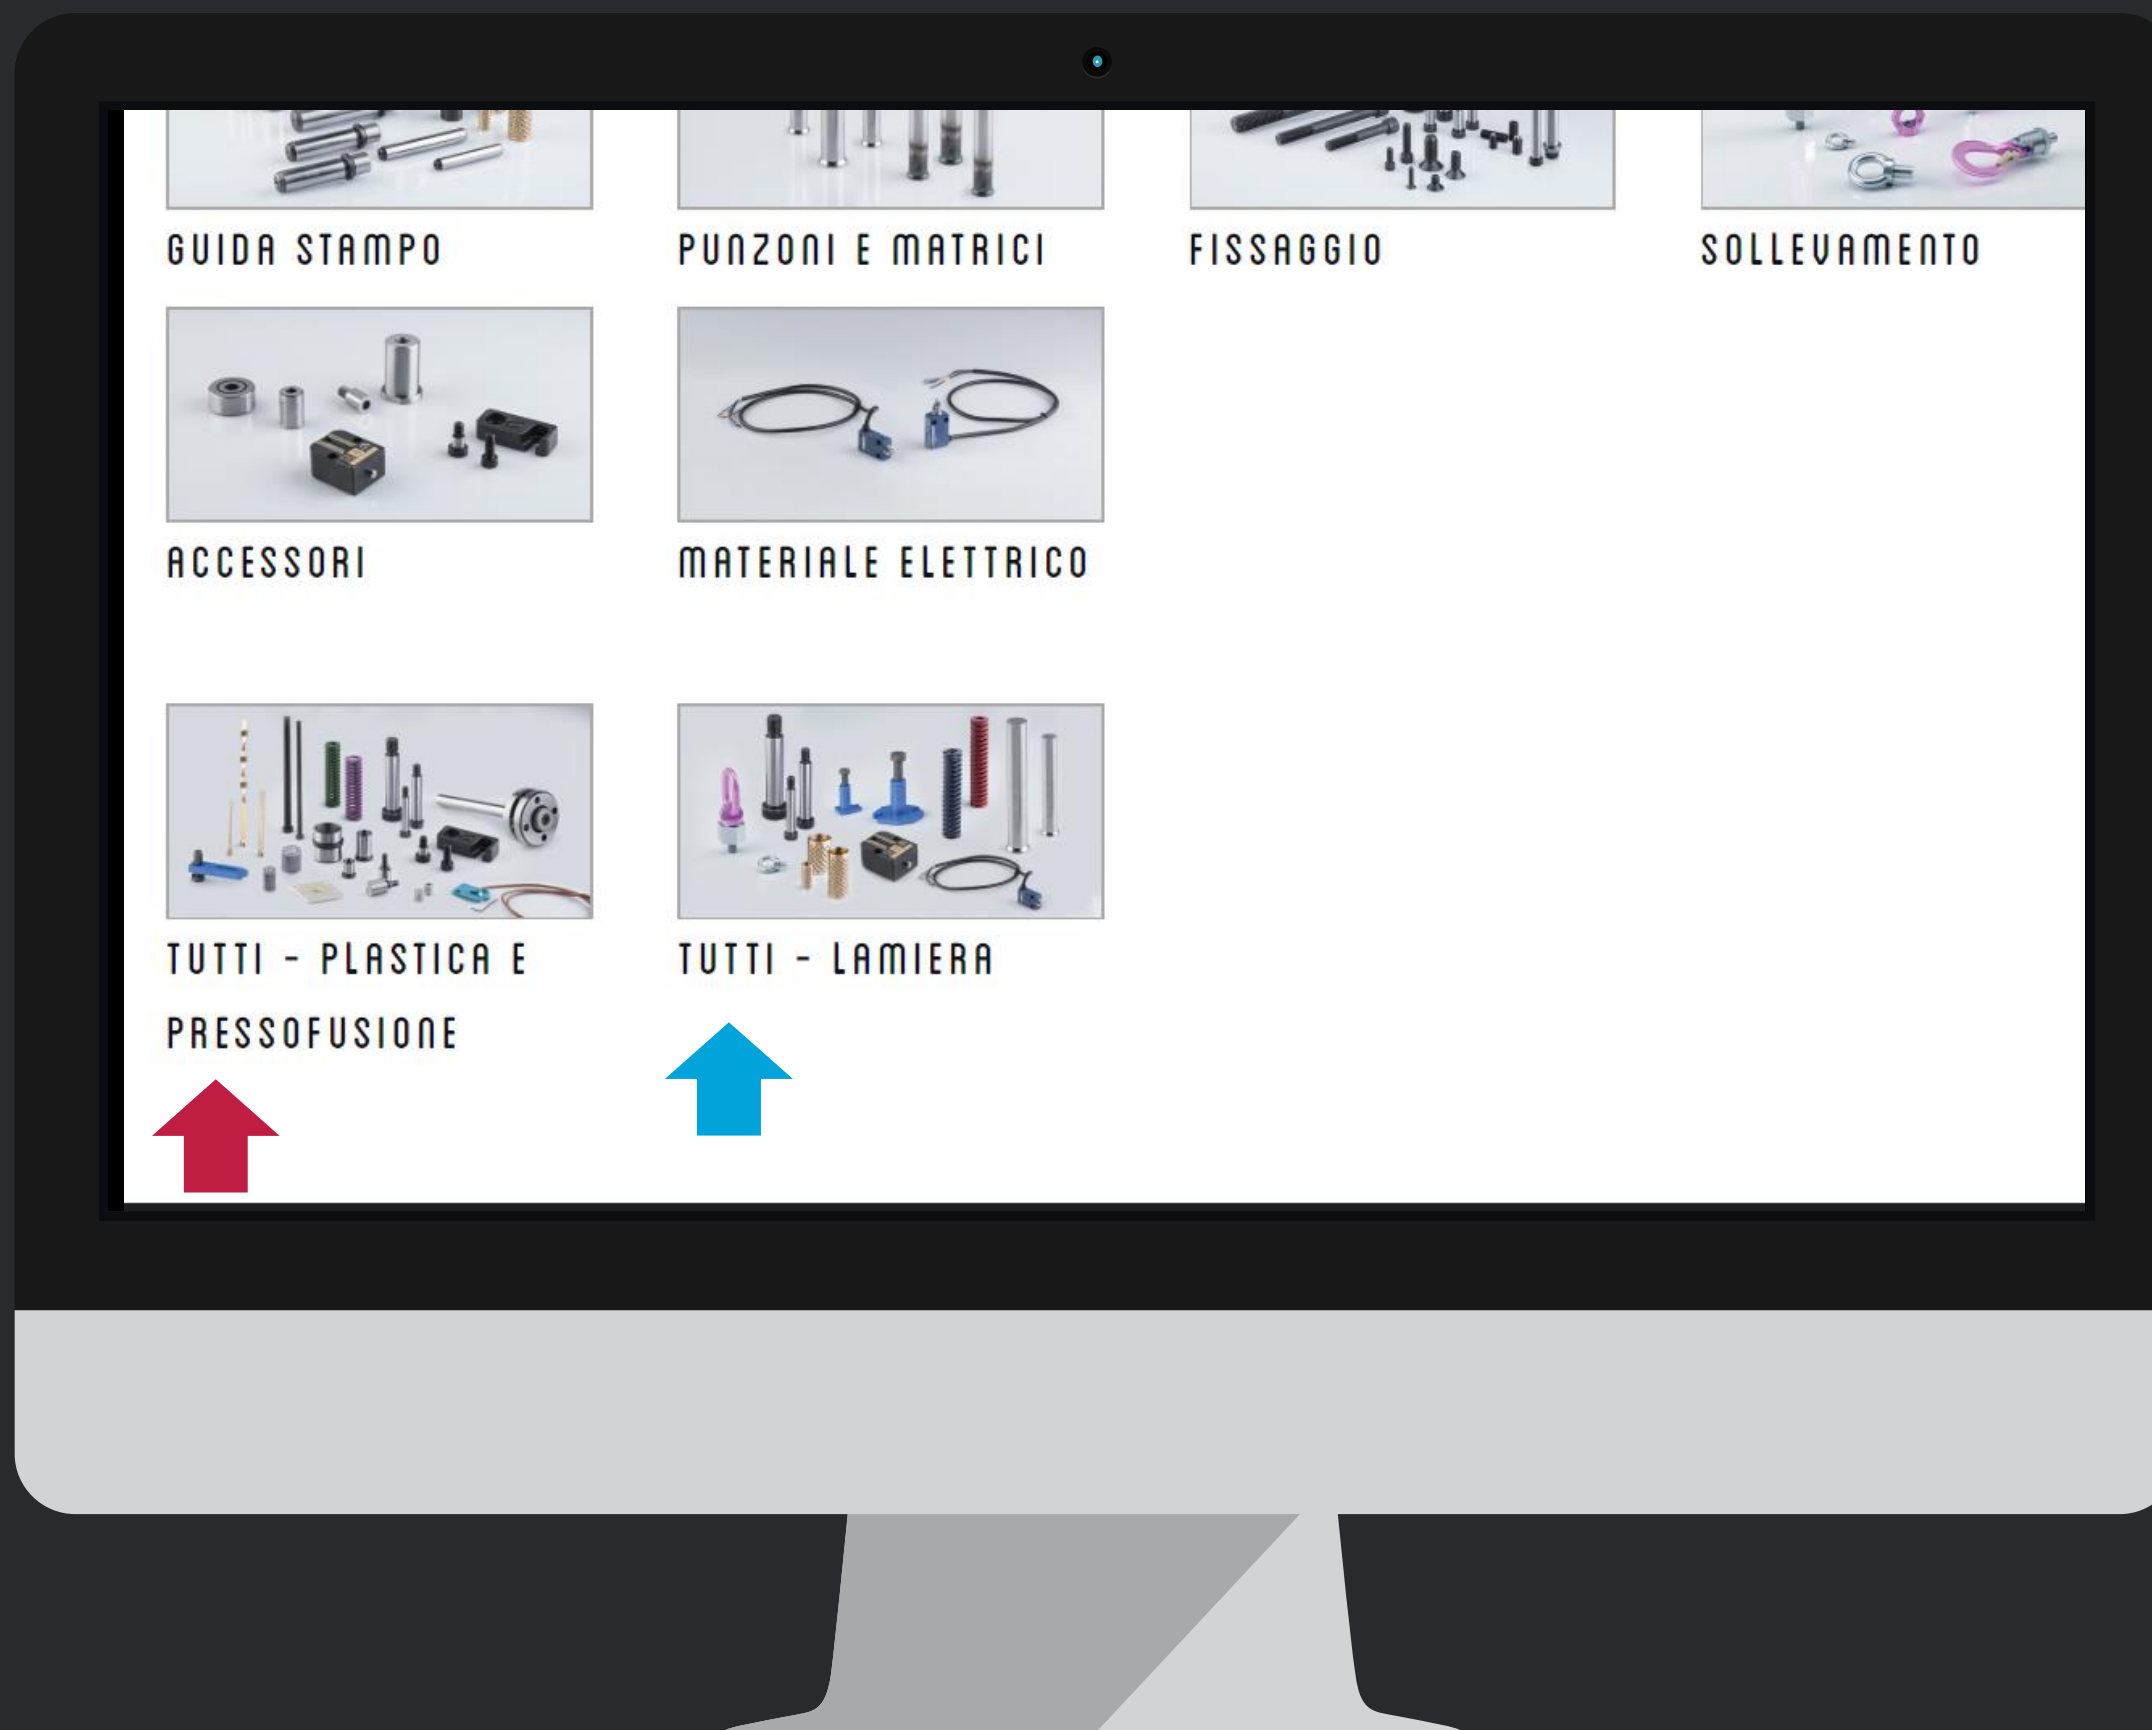 GUIDA STAMPO
PUNZONI E MATRICI
FISSAGGIO
SOLLEVAMENTO
ACCESSORI
MATERIALE ELETTRICO
TUTTI - PLASTICA E
PRESSOFUSIONE
TUTTI - LAMIERA